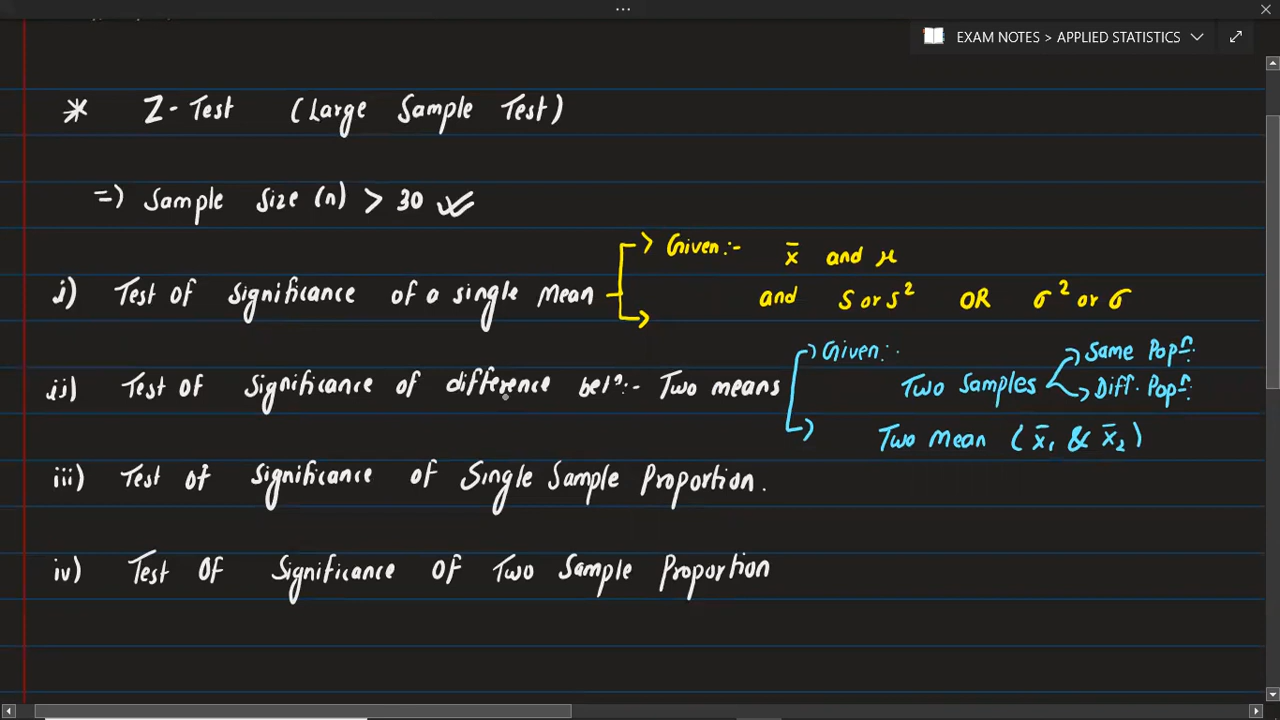 EXAM NOTES > APPLIED STATISTICS
* Z-Test (Large Sample Test)
=) Sample Size (n) > 30
Given:- x̄ and μ
i) Test Of Significance of a single Mean
and S or s² OR σ² or σ
Given:-
Same Popⁿ:
ii) Test Of Significance of difference betⁿ:- Two means
Two Samples
Diff. Popⁿ:
Two Mean (x̄₁ & x̄₂)
iii) Test of Significance of Single Sample Proportion.
iv) Test Of Significance Of Two Sample Proportion